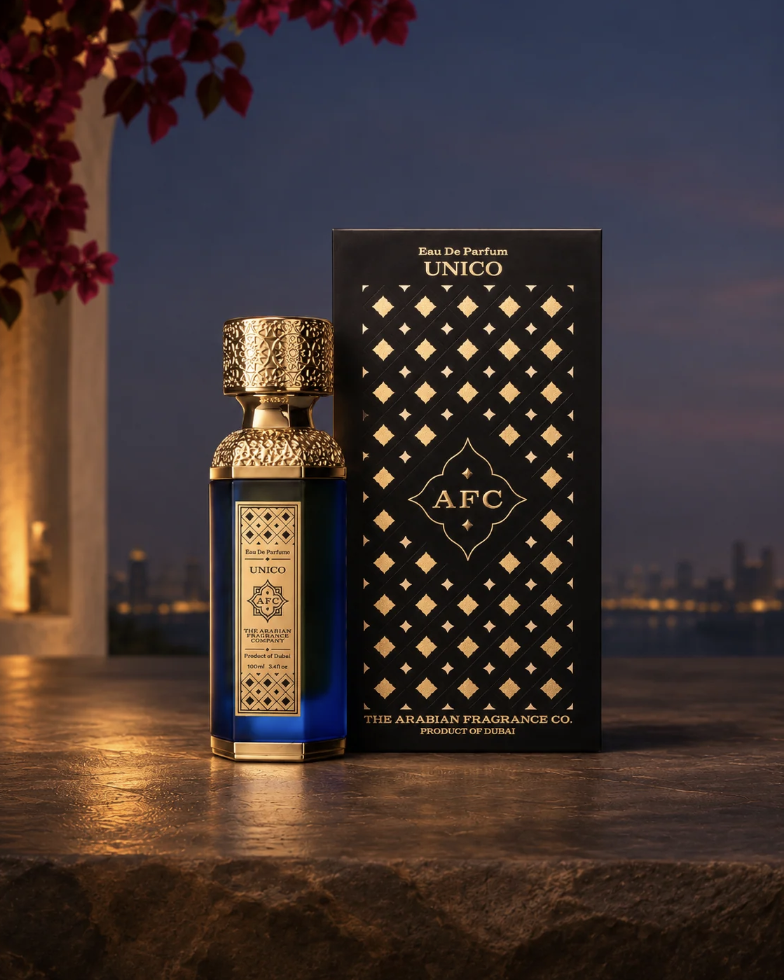 Eau De Parfum
UNICO
AFC
THE ARABIAN FRAGRANCE CO.
PRODUCT OF DUBAI
Eau De Parfume
UNICO
AFC
THE ARABIAN
FRAGRANCE
COMPANY
Product of Dubai
100ml 3.4fl oz